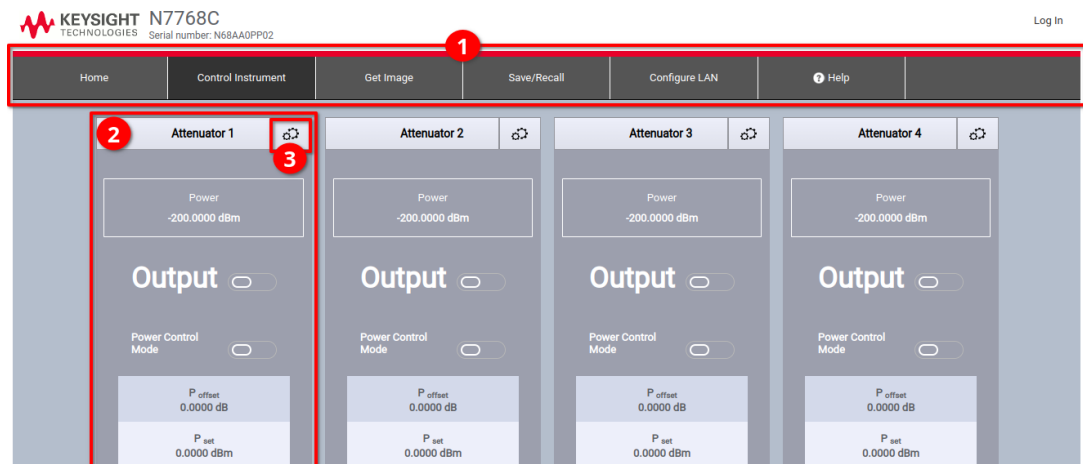 KEYSIGHT N7768C
TECHNOLOGIES Serial number: N68AA0PP02
Log In
1
Home Control Instrument Get Image Save/Recall Configure LAN ? Help
2 Attenuator 1 Attenuator 2 Attenuator 3 Attenuator 4
3
Power Power Power Power
-200.0000 dBm -200.0000 dBm -200.0000 dBm -200.0000 dBm
Output Output Output Output
Power Control Power Control Power Control Power Control
Mode Mode Mode Mode
P offset P offset P offset P offset
0.0000 dB 0.0000 dB 0.0000 dB 0.0000 dB
P set P set P set P set
0.0000 dBm 0.0000 dBm 0.0000 dBm 0.0000 dBm